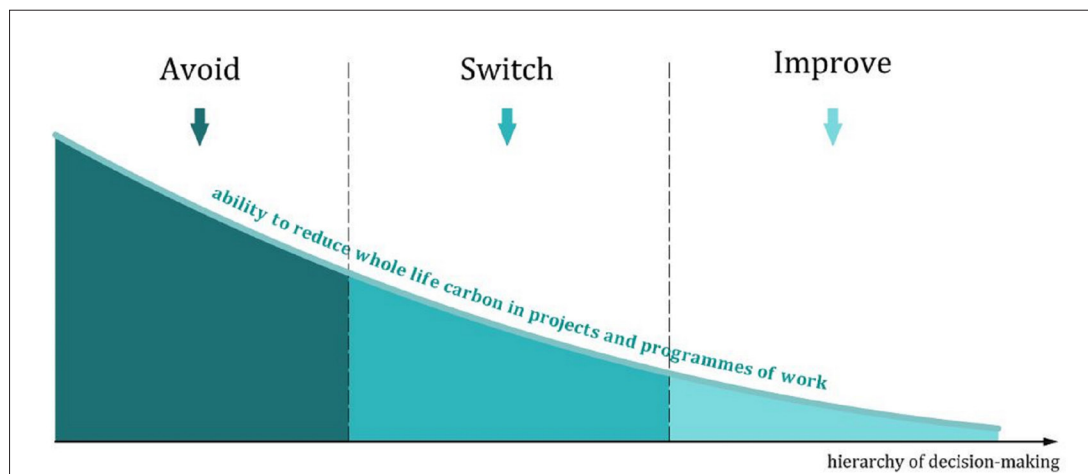 Avoid
Switch
Improve
ability to reduce whole life carbon in projects and programmes of work
hierarchy of decision-making